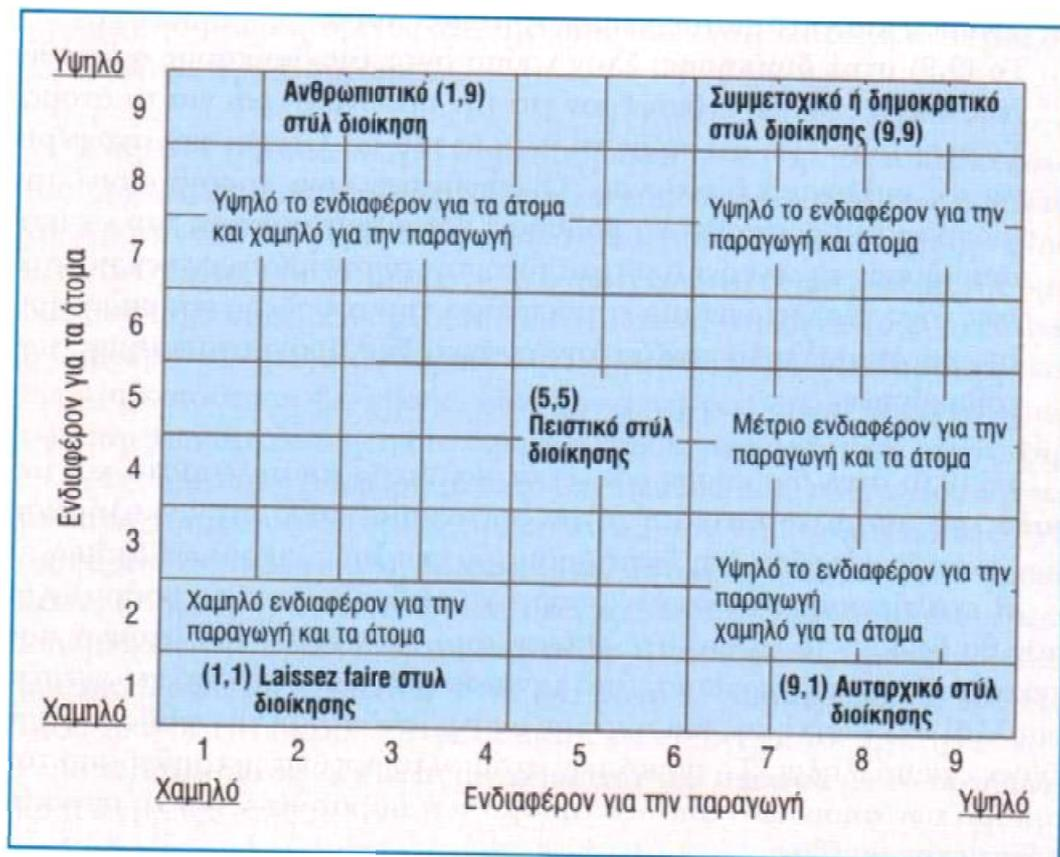 Υψηλό
9
8
7
6
5
4
3
2
1
Χαμηλό
Ενδιαφέρον για τα άτομα
Ανθρωπιστικό (1,9)
στύλ διοίκηση
Συμμετοχικό ή δημοκρατικό
στυλ διοίκησης (9,9)
Υψηλό το ενδιαφέρον για τα άτομα
και χαμηλό για την παραγωγή
Υψηλό το ενδιαφέρον για την
παραγωγή και άτομα
(5,5)
Πειστικό στύλ
διοίκησης
Μέτριο ενδιαφέρον για την
παραγωγή και τα άτομα
Χαμηλό ενδιαφέρον για την
παραγωγή και τα άτομα
Υψηλό το ενδιαφέρον για την
παραγωγή
χαμηλό για τα άτομα
(1,1) Laissez faire στυλ
διοίκησης
(9,1) Αυταρχικό στύλ
διοίκησης
1 2 3 4 5 6 7 8 9
Χαμηλό Ενδιαφέρον για την παραγωγή Υψηλό